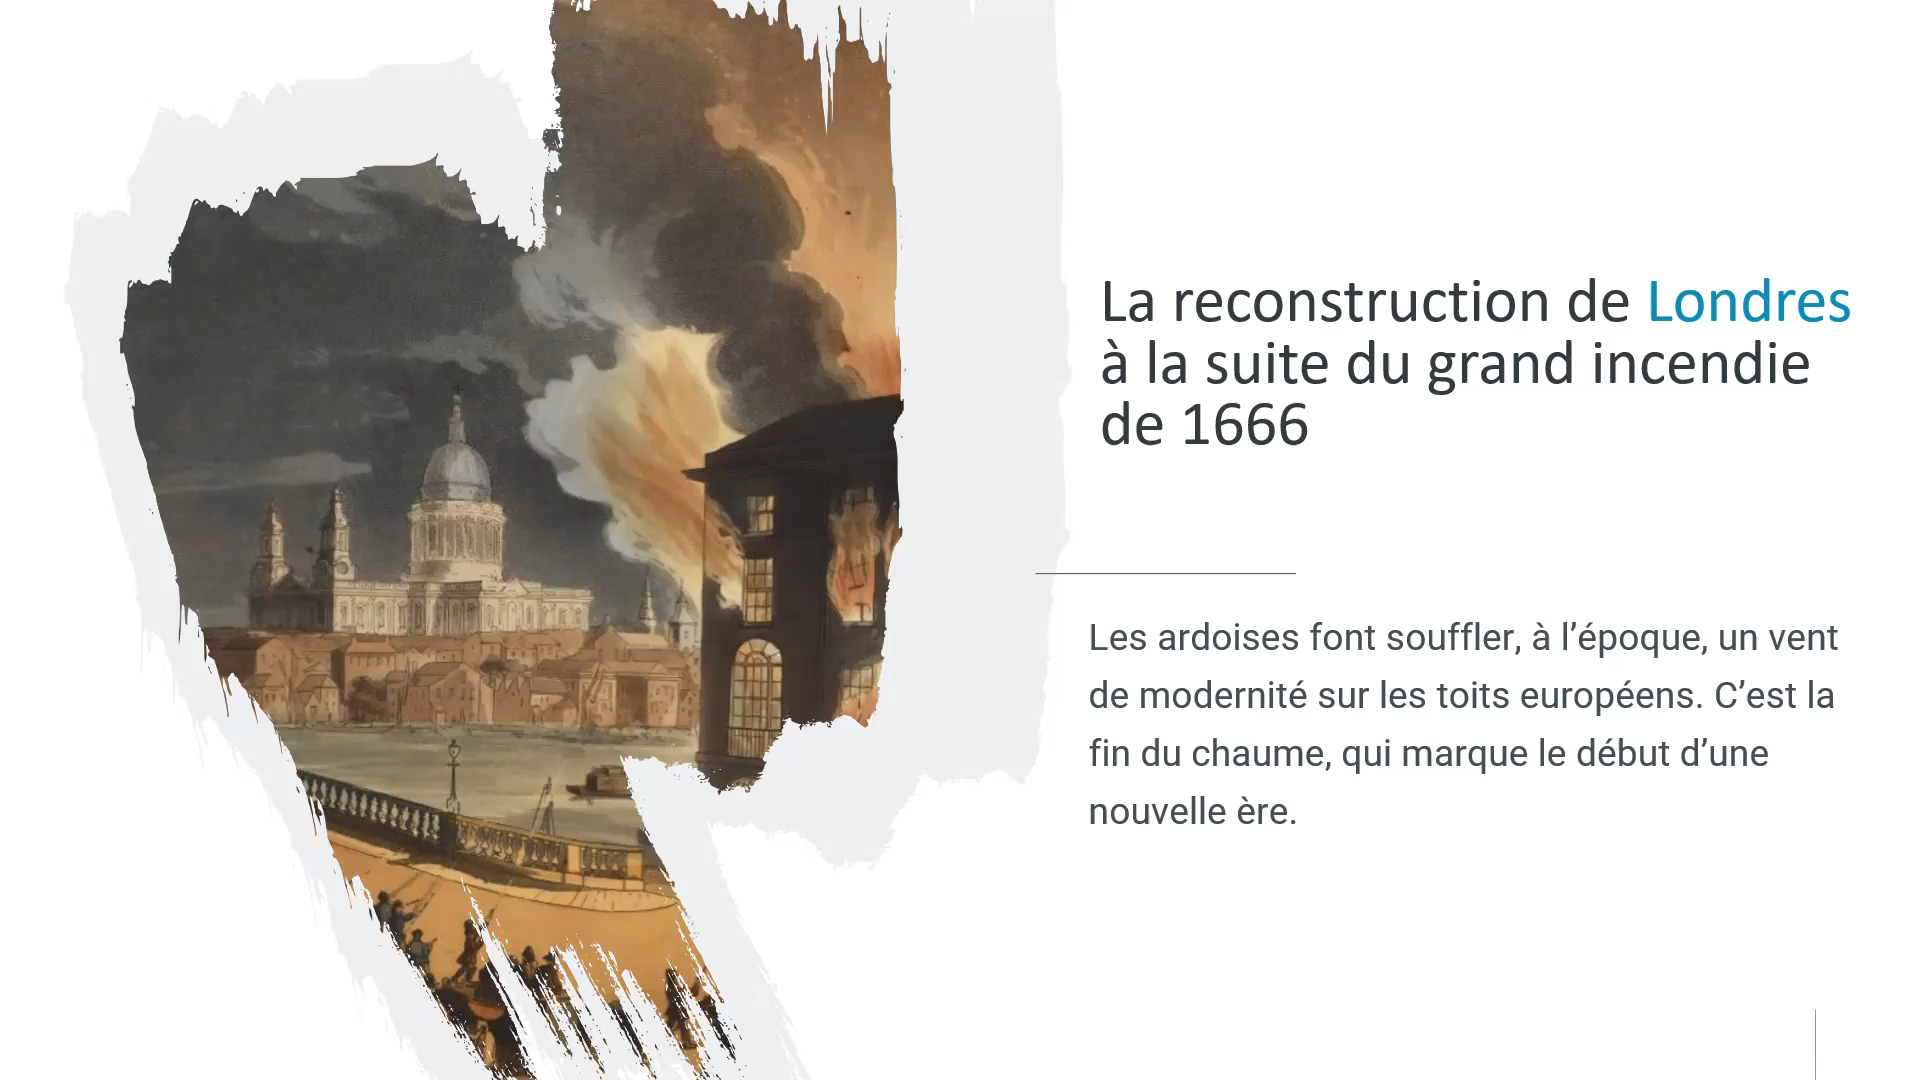 La reconstruction de Londres
à la suite du grand incendie
de 1666
Les ardoises font souffler, à l’époque, un vent
de modernité sur les toits européens. C’est la
fin du chaume, qui marque le début d’une
nouvelle ère.